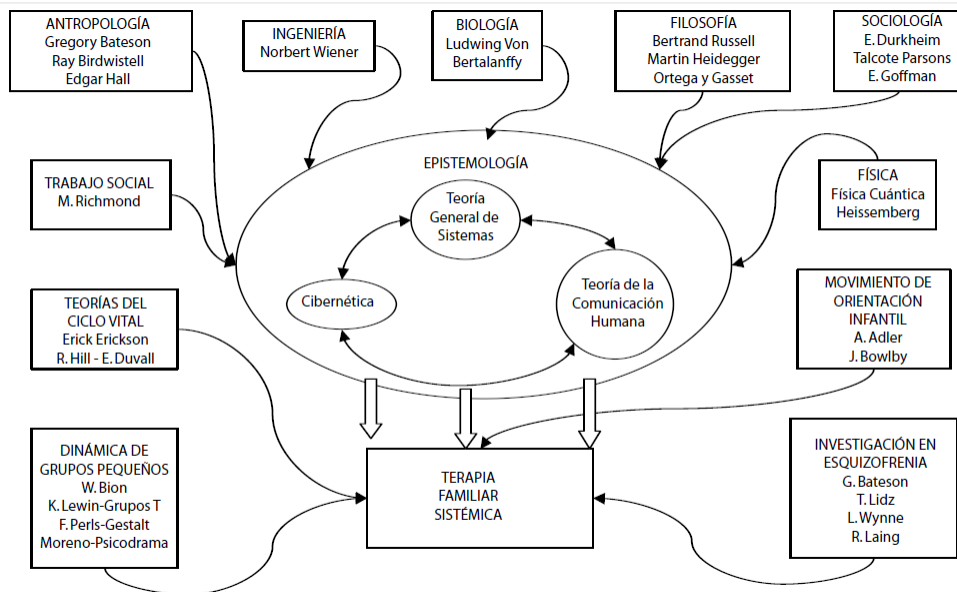 ANTROPOLOGÍA
Gregory Bateson
Ray Birdwistell
Edgar Hall
INGENIERÍA
Norbert Wiener
BIOLOGÍA
Ludwing Von
Bertalanffy
FILOSOFÍA
Bertrand Russell
Martin Heidegger
Ortega y Gasset
SOCIOLOGÍA
E. Durkheim
Talcote Parsons
E. Goffman
TRABAJO SOCIAL
M. Richmond
EPISTEMOLOGÍA
Teoría
General de
Sistemas
Cibernética
Teoría de la
Comunicación
Humana
FÍSICA
Física Cuántica
Heissemberg
TEORÍAS DEL
CICLO VITAL
Erick Erickson
R. Hill - E. Duvall
MOVIMIENTO DE
ORIENTACIÓN
INFANTIL
A. Adler
J. Bowlby
DINÁMICA DE
GRUPOS PEQUEÑOS
W. Bion
K. Lewin-Grupos T
F. Perls-Gestalt
Moreno-Psicodrama
TERAPIA
FAMILIAR
SISTÉMICA
INVESTIGACIÓN EN
ESQUIZOFRENIA
G. Bateson
T. Lidz
L. Wynne
R. Laing